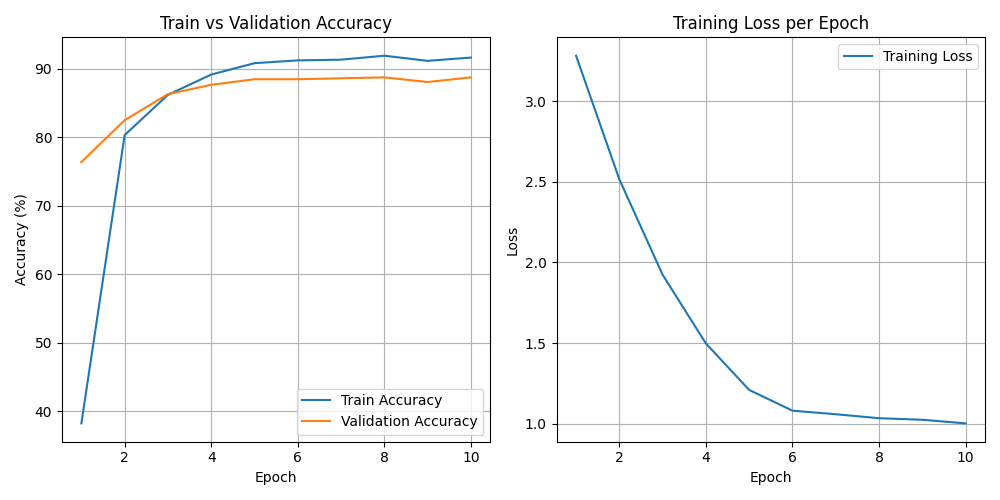 Train vs Validation Accuracy
90
80
70
60
50
40
Accuracy (%)
Train Accuracy
Validation Accuracy
2 4 6 8 10
Epoch
Training Loss per Epoch
Training Loss
3.0
2.5
2.0
1.5
1.0
Loss
2 4 6 8 10
Epoch